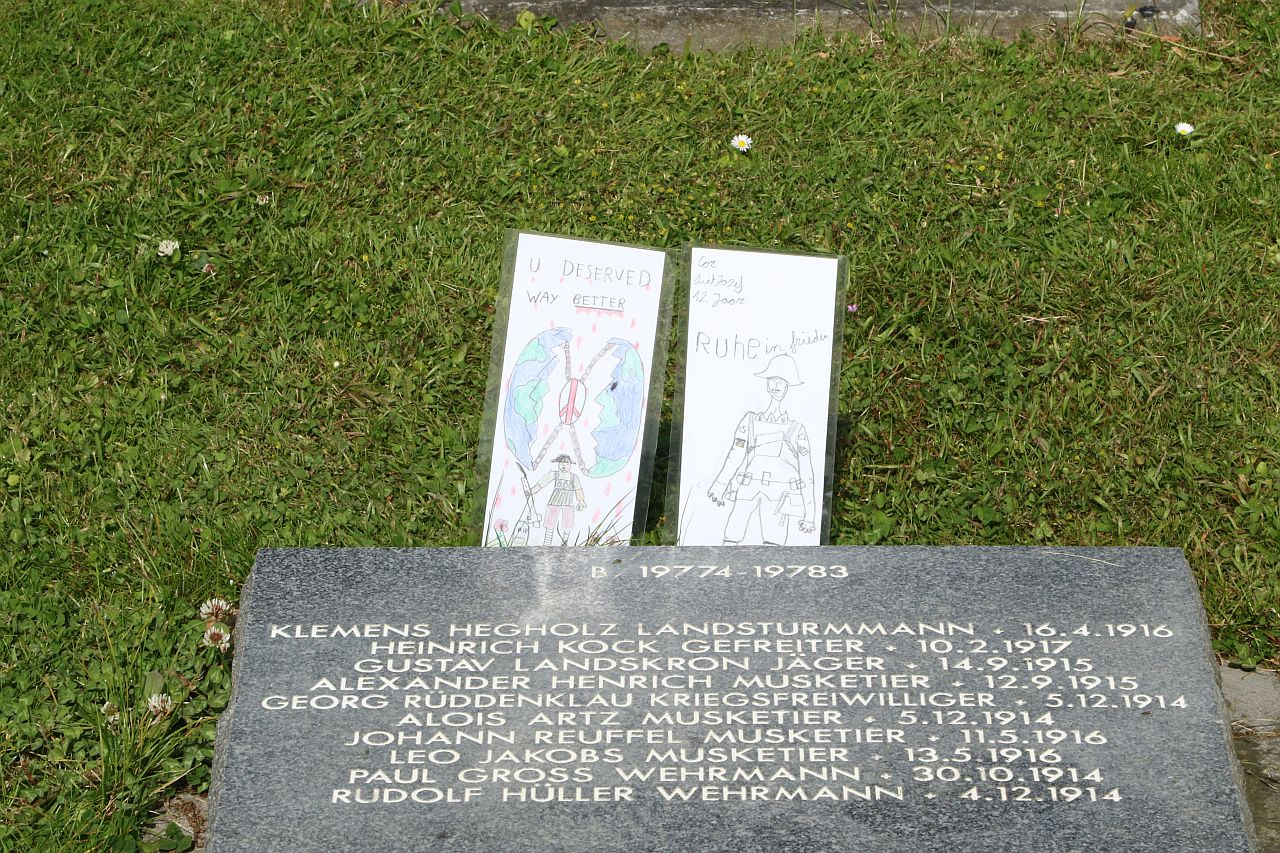 U DESERVED
WAY BETTER
RIP
Cor
12 Jaar
Ruhe in frieden
B 19774-19783
KLEMENS HEGHOLZ LANDSTURMMANN + 16.4.1916
HEINRICH KOCK GEFREITER + 10.2.1917
GUSTAV LANDSKRON JÄGER + 14.9.1915
ALEXANDER HENRICH MUSKETIER + 12.9.1915
GEORG RÜDDENKLAU KRIEGSFREIWILLIGER + 5.12.1914
ALOIS ARTZ MUSKETIER + 5.12.1914
JOHANN REUFFEL MUSKETIER + 11.5.1916
LEO JAKOBS MUSKETIER + 13.5.1916
PAUL GROSS WEHRMANN + 30.10.1914
RUDOLF HÜLLER WEHRMANN + 4.12.1914